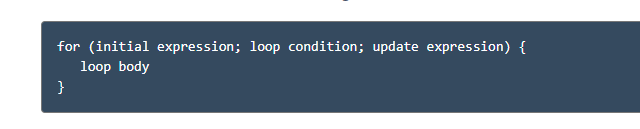 for (initial expression; loop condition; update expression) {
   loop body
}